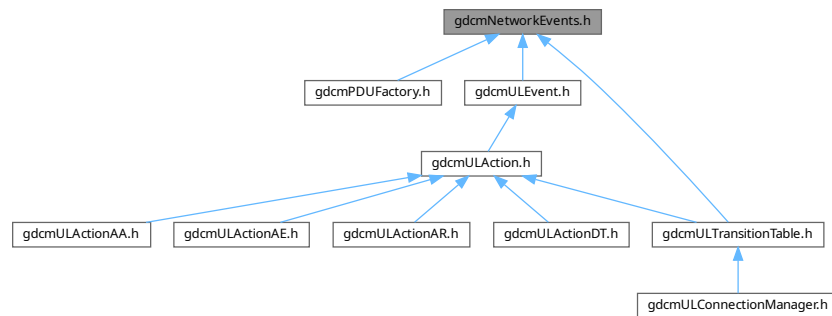 gdcmNetworkEvents.h
gdcmPDUFactory.h
gdcmULEvent.h
gdcmULAction.h
gdcmULActionAA.h
gdcmULActionAE.h
gdcmULActionAR.h
gdcmULActionDT.h
gdcmULTransitionTable.h
gdcmULConnectionManager.h